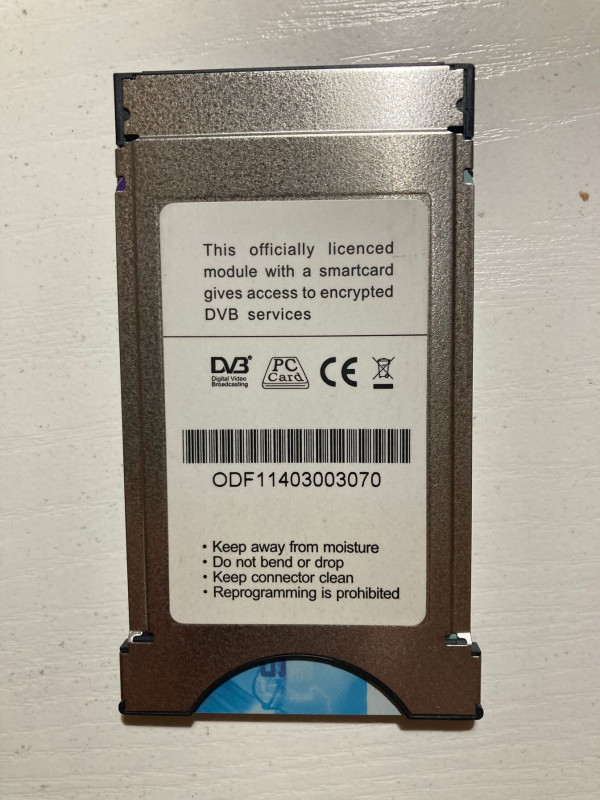 This officially licenced
module with a smartcard
gives access to encrypted
DVB services
DVB
Digital Video
Broadcasting
PC
Card
CE
ODF11403003070
· Keep away from moisture
· Do not bend or drop
· Keep connector clean
· Reprogramming is prohibited